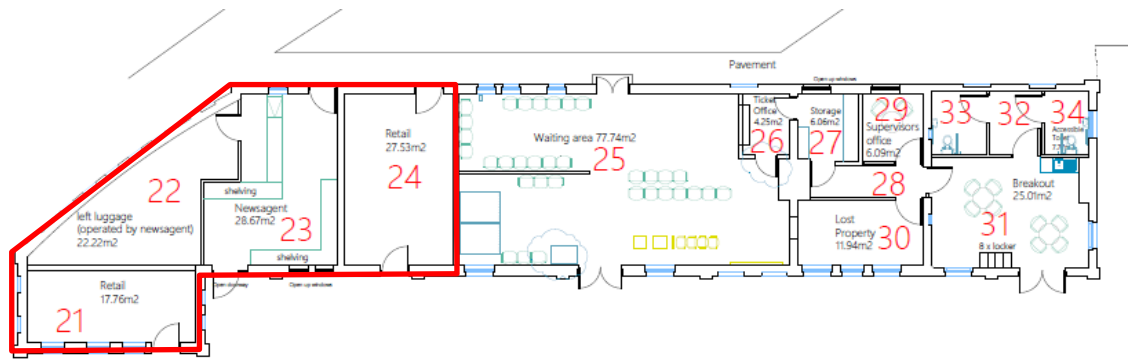 Pavement
Open up windows
Ticket
Office
4.25m2
26
Storage
6.06m2
27
29
Supervisors
office
6.09m2
33
32
34
Accessible
Retail
27.53m2
24
Waiting area 77.74m2
25
22
shelving
left luggage
(operated by newsagent)
22.22m2
Newsagent
28.67m2
23
shelving
28
Breakout
25.01m2
31
8 x locker
Lost
Property
11.94m2
30
Retail
17.76m2
21
Open doorway
Open up windows